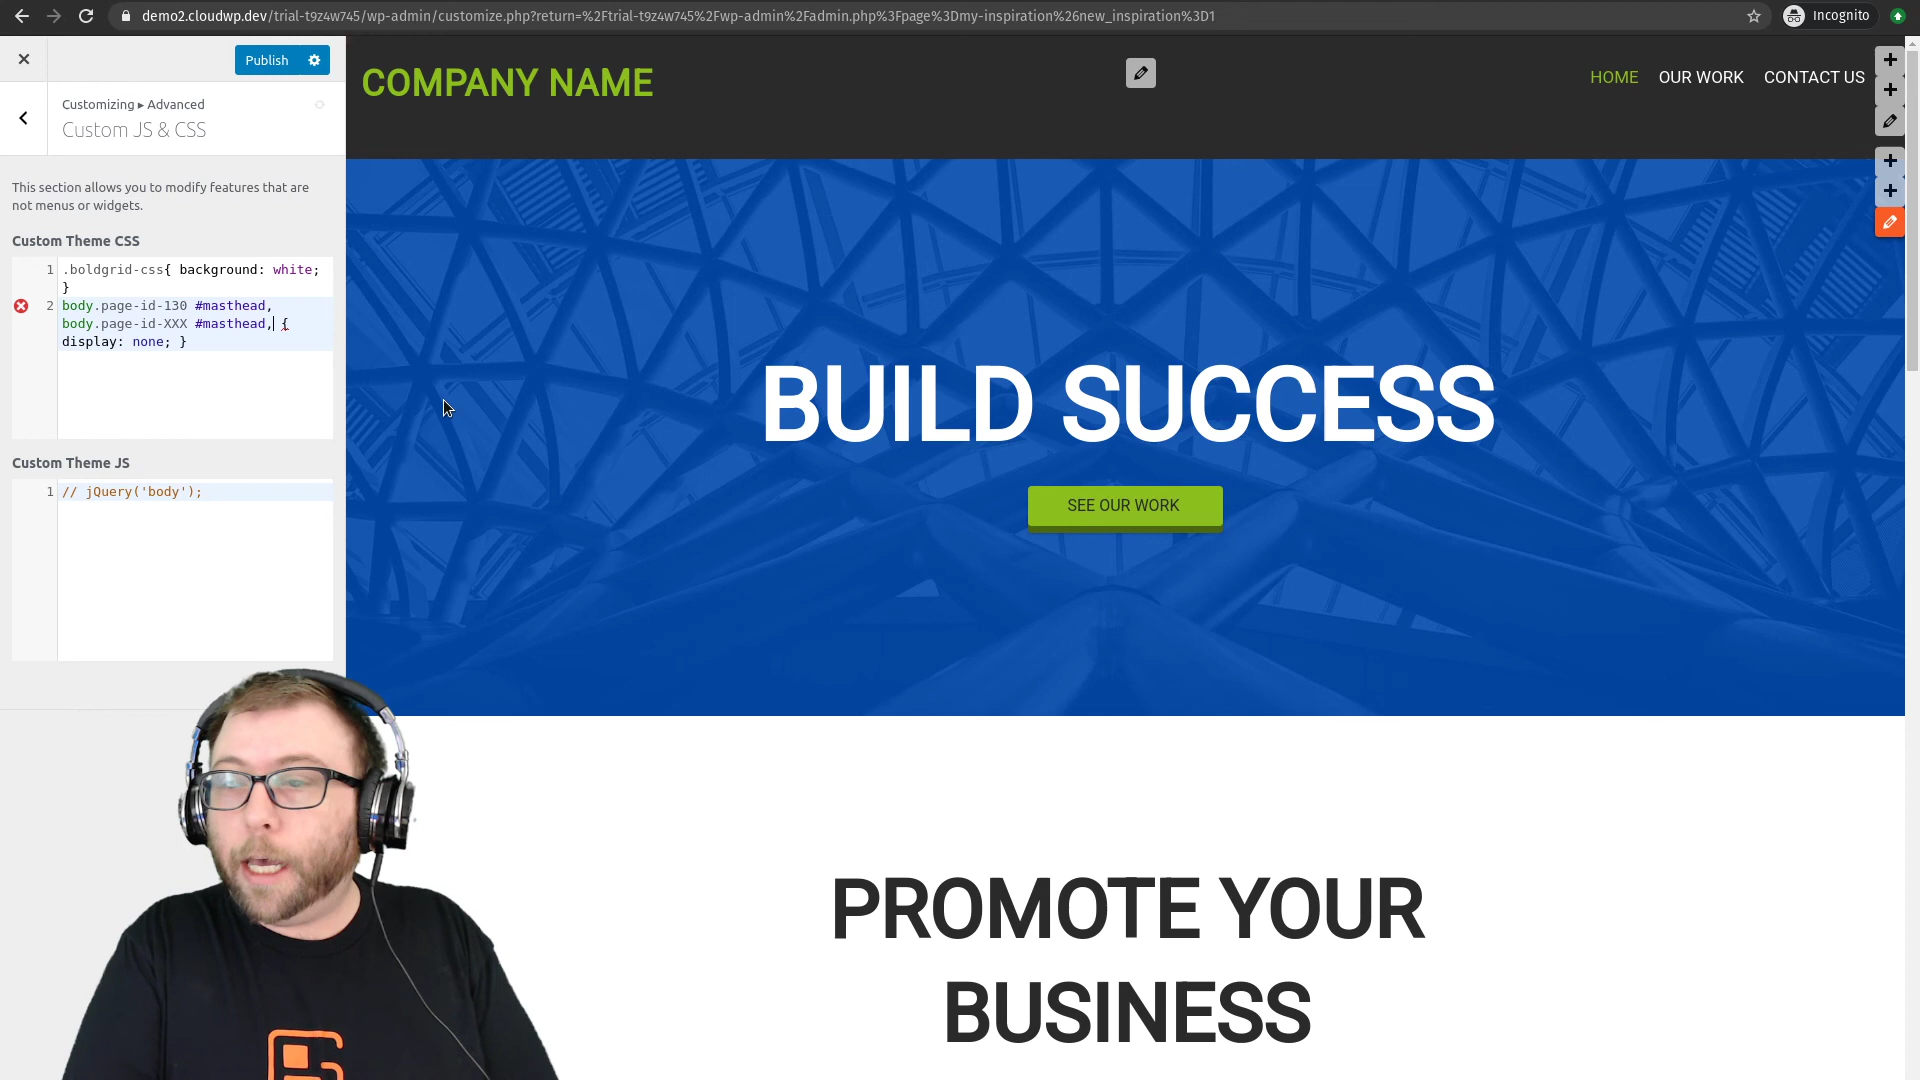 demo2.cloudwp.dev/trial-t9z4w745/wp-admin/customize.php?return=%2Ftrial-t9z4w745%2Fwp-admin%2Fadmin.php%3Fpage%3Dmy-inspiration%26new_inspiration%3D1
Incognito
Publish
Customizing ▸ Advanced
Custom JS & CSS
This section allows you to modify features that are
not menus or widgets.
Custom Theme CSS
1 .boldgrid-css{ background: white;
}
2 body.page-id-130 #masthead,
body.page-id-XXX #masthead, {
display: none; }
Custom Theme JS
1 // jQuery('body');
COMPANY NAME
HOME OUR WORK CONTACT US
BUILD SUCCESS
SEE OUR WORK
PROMOTE YOUR
BUSINESS